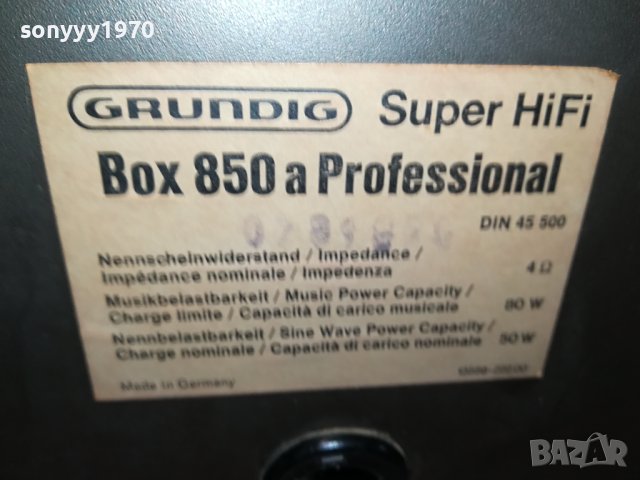 sonyyy1970
GRUNDIG Super HiFi
Box 850 a Professional
DIN 45 500
Nennscheinwiderstand / Impedance /
Impédance nominale / Impedenza 4 Ω
Musikbelastbarkeit / Music Power Capacity /
Charge limite / Capacità di carico musicale 80 W
Nennbelastbarkeit / Sine Wave Power Capacity /
Charge nominale / Capacità di carico nominale 50 W
Made in Germany
BAZAR